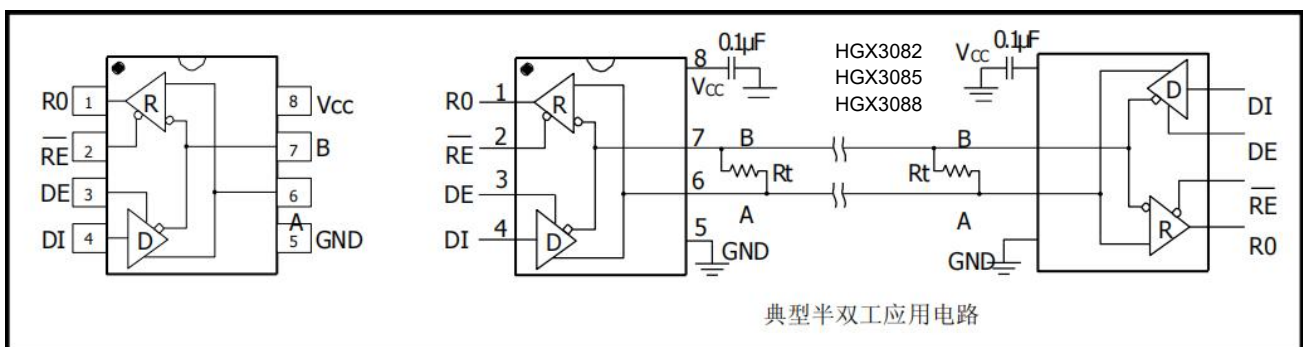 R0 1 R 8 Vcc
RE 2 7 B
DE 3 6
A
DI 4 D 5 GND
0.1μF
8
VCC
R0 1 R
RE 2
DE 3
DI 4 D
7 B
Rt
6
A
5
GND
HGX3082
HGX3085
HGX3088
VCC 0.1μF
B
Rt
A
GND
D
DI
DE
RE
R
R0
典型半双工应用电路